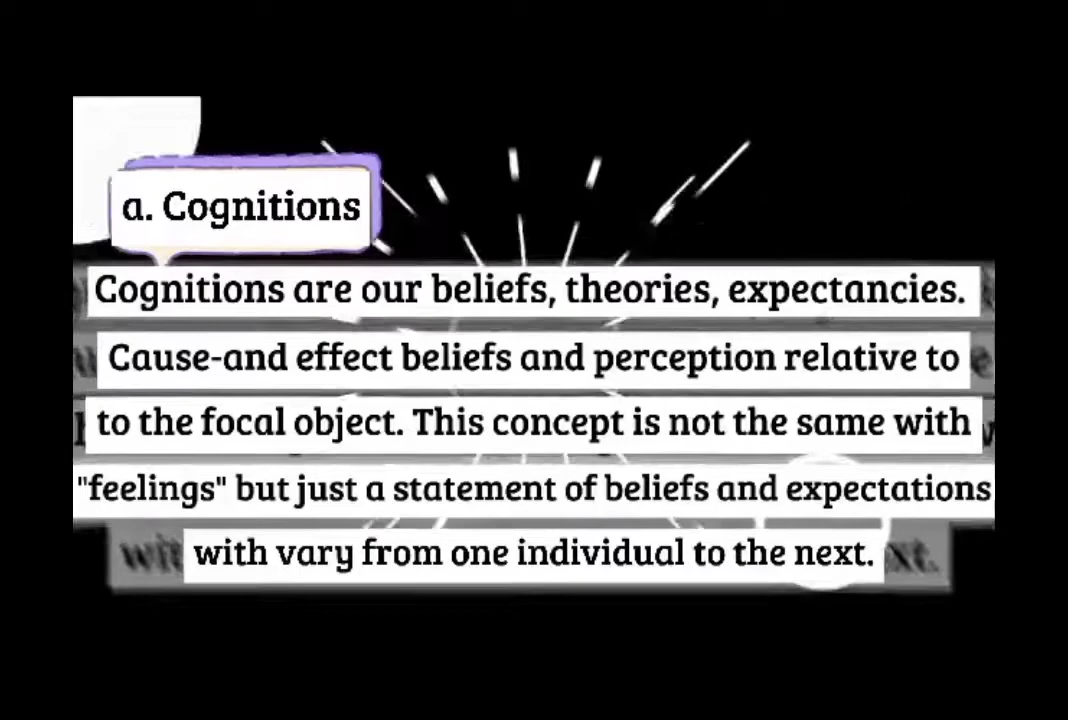 a. Cognitions
Cognitions are our beliefs, theories, expectancies.
Cause-and effect beliefs and perception relative to
to the focal object. This concept is not the same with
"feelings" but just a statement of beliefs and expectations
with vary from one individual to the next.